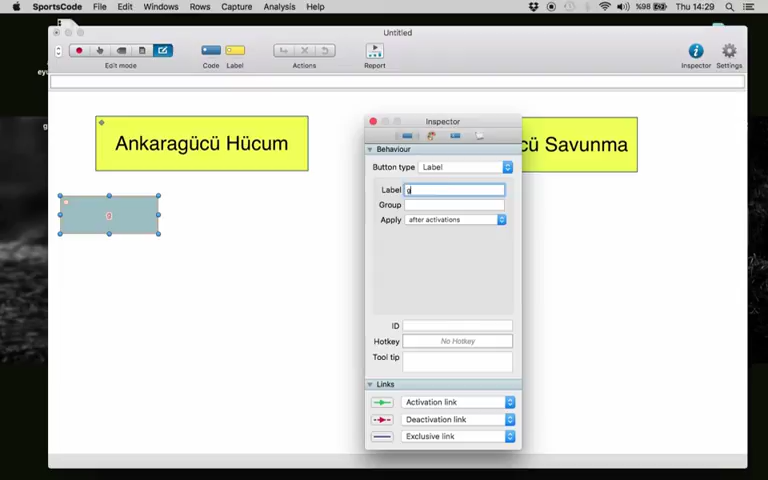 SportsCode File Edit Windows Rows Capture Analysis Help %98 Thu 14:29
Untitled
Edit mode Code Label Actions Report Inspector Settings
Inspector
Ankaragücü Hücum
cü Savunma
Behaviour
Button type Label
Label g
g
Group
Apply after activations
ID
Hotkey No Hotkey
Tool tip
Links
Activation link
Deactivation link
Exclusive link